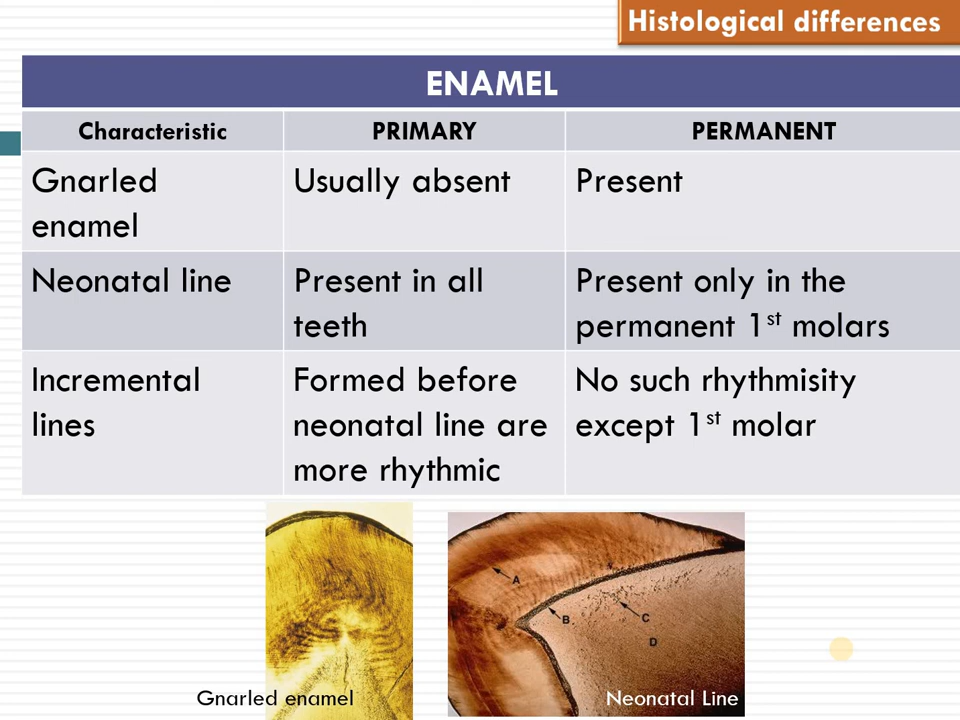 Histological differences
ENAMEL
Characteristic PRIMARY PERMANENT
Gnarled enamel
Usually absent
Present
Neonatal line
Present in all teeth
Present only in the permanent 1st molars
Incremental lines
Formed before neonatal line are more rhythmic
No such rhythmisity except 1st molar
A
B
C
D
Gnarled enamel
Neonatal Line